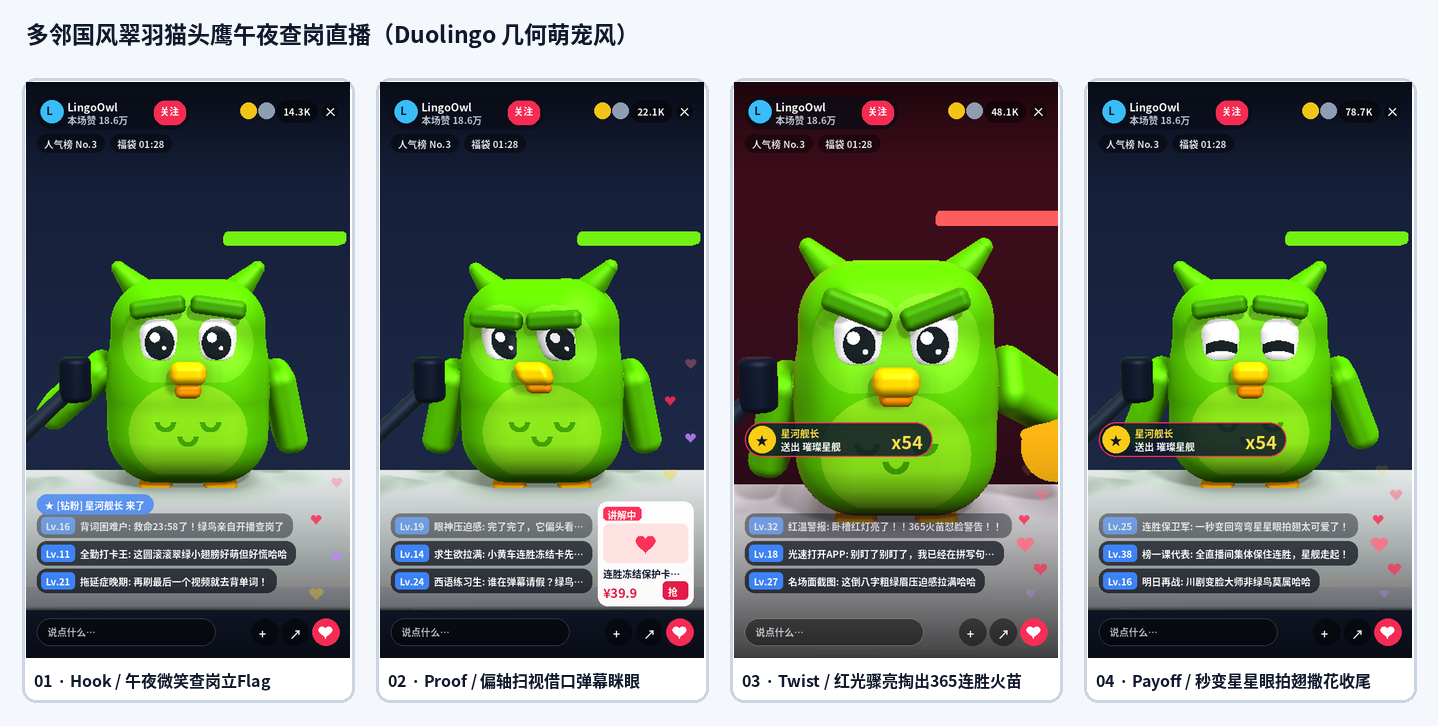 多邻国风翠羽猫头鹰午夜查岗直播（Duolingo 几何萌宠风）
L LingoOwl 关注 14.3K ×
本场赞 18.6万
人气榜 No.3 福袋 01:28
★ [钻粉] 星河舰长 来了
Lv.16 背词困难户: 救命23:58了！绿鸟亲自开播查岗了
Lv.11 全勤打卡王: 这圆滚滚翠绿小翅膀好萌但好慌哈哈
Lv.21 拖延症晚期: 再刷最后一个视频就去背单词！
说点什么… + ↗
01 · Hook / 午夜微笑查岗立Flag
L LingoOwl 关注 22.1K ×
本场赞 18.6万
人气榜 No.3 福袋 01:28
Lv.19 眼神压迫感: 完了完了，它偏头看…
Lv.14 求生欲拉满: 小黄车连胜冻结卡先…
Lv.24 西语练习生: 谁在弹幕请假？绿鸟…
讲解中
连胜冻结保护卡…
¥39.9 抢
说点什么… + ↗
02 · Proof / 偏轴扫视借口弹幕眯眼
L LingoOwl 关注 48.1K ×
本场赞 18.6万
人气榜 No.3 福袋 01:28
★ 星河舰长
送出 璀璨星舰 x54
Lv.32 红温警报: 卧槽红灯亮了！！365火苗怼脸警告！！
Lv.18 光速打开APP: 别盯了别盯了，我已经在拼写句…
Lv.27 名场面截图: 这倒八字粗绿眉压迫感拉满哈哈
说点什么… + ↗
03 · Twist / 红光骤亮掏出365连胜火苗
L LingoOwl 关注 78.7K ×
本场赞 18.6万
人气榜 No.3 福袋 01:28
★ 星河舰长
送出 璀璨星舰 x54
Lv.25 连胜保卫军: 一秒变回弯弯星星眼拍翅太可爱了！
Lv.38 榜一课代表: 全直播间集体保住连胜，星舰走起！
Lv.16 明日再战: 川剧变脸大师非绿鸟莫属哈哈
说点什么… + ↗
04 · Payoff / 秒变星星眼拍翅撒花收尾